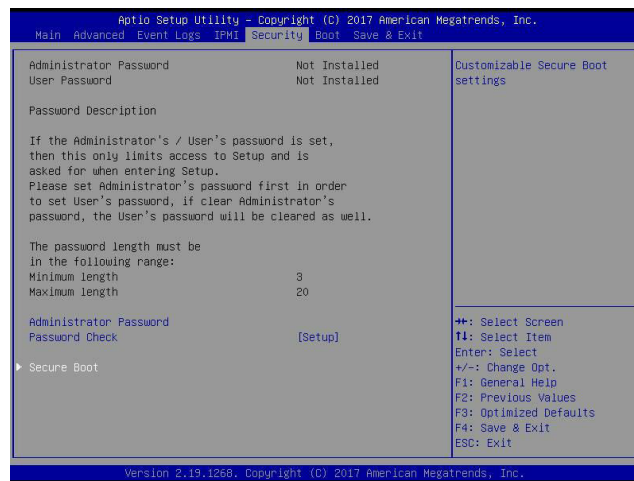 Aptio Setup Utility – Copyright (C) 2017 American Megatrends, Inc.
Main Advanced Event Logs IPMI Security Boot Save & Exit
Administrator Password Not Installed
User Password Not Installed
Password Description
If the Administrator's / User's password is set,
then this only limits access to Setup and is
asked for when entering Setup.
Please set Administrator's password first in order
to set User's password, if clear Administrator's
password, the User's password will be cleared as well.
The password length must be
in the following range:
Minimum length 3
Maximum length 20
Administrator Password
Password Check [Setup]
▶ Secure Boot
Customizable Secure Boot
settings
→←: Select Screen
↑↓: Select Item
Enter: Select
+/-: Change Opt.
F1: General Help
F2: Previous Values
F3: Optimized Defaults
F4: Save & Exit
ESC: Exit
Version 2.19.1268. Copyright (C) 2017 American Megatrends, Inc.